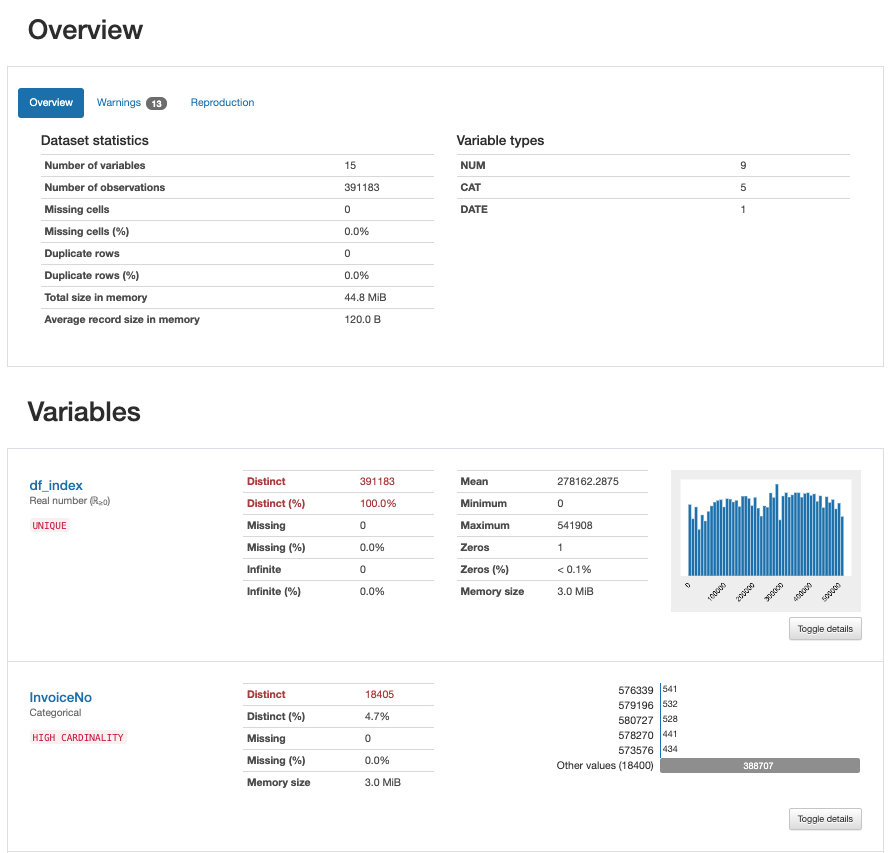 Overview
Overview Warnings 13 Reproduction
Dataset statistics
Number of variables 15
Number of observations 391183
Missing cells 0
Missing cells (%) 0.0%
Duplicate rows 0
Duplicate rows (%) 0.0%
Total size in memory 44.8 MiB
Average record size in memory 120.0 B
Variable types
NUM 9
CAT 5
DATE 1
Variables
df_index
Real number (ℝ≥0)
UNIQUE
Distinct 391183
Distinct (%) 100.0%
Missing 0
Missing (%) 0.0%
Infinite 0
Infinite (%) 0.0%
Mean 278162.2875
Minimum 0
Maximum 541908
Zeros 1
Zeros (%) < 0.1%
Memory size 3.0 MiB
0 100000 200000 300000 400000 500000
Toggle details
InvoiceNo
Categorical
HIGH CARDINALITY
Distinct 18405
Distinct (%) 4.7%
Missing 0
Missing (%) 0.0%
Memory size 3.0 MiB
576339 541
579196 532
580727 528
578270 441
573576 434
Other values (18400) 388707
Toggle details